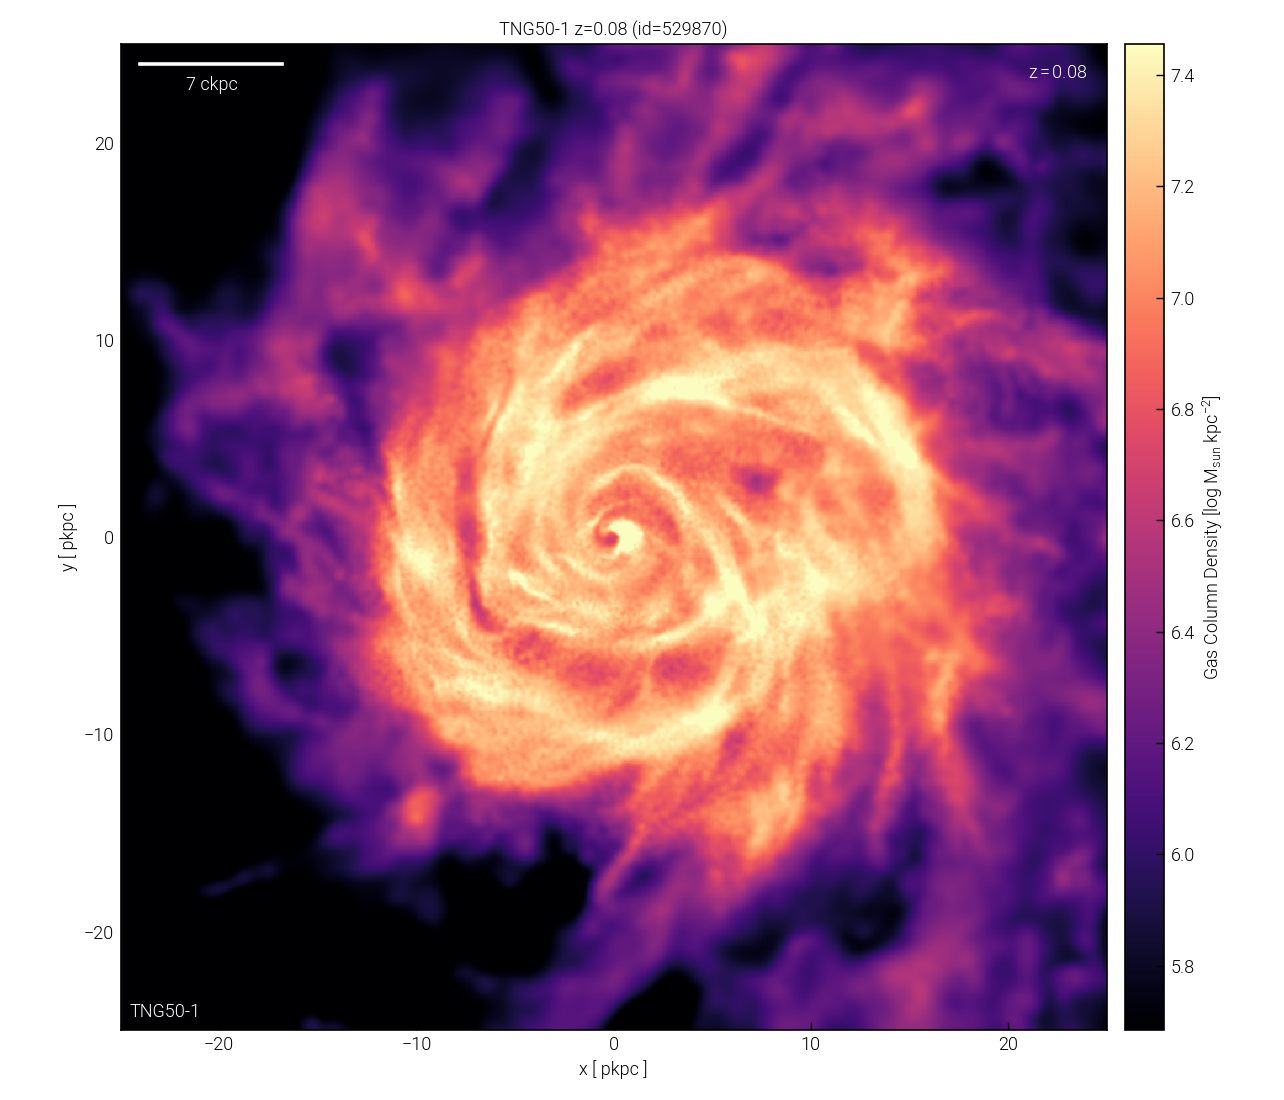 TNG50-1 z=0.08 (id=529870)
7 ckpc
z = 0.08
TNG50-1
20
10
0
−10
−20
y [ pkpc ]
−20
−10
0
10
20
x [ pkpc ]
7.4
7.2
7.0
6.8
6.6
6.4
6.2
6.0
5.8
Gas Column Density [log M_sun kpc^−2]